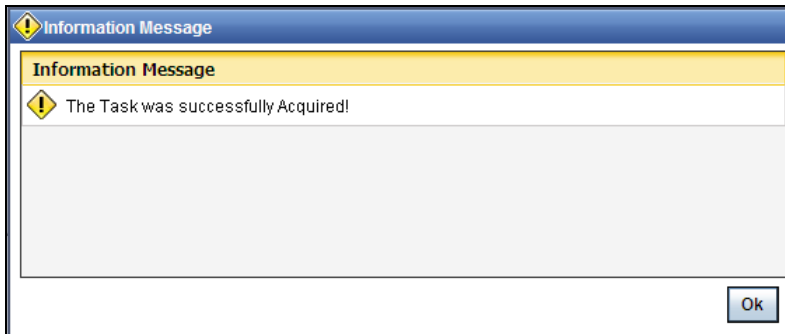 Information Message
Information Message
The Task was successfully Acquired!
Ok